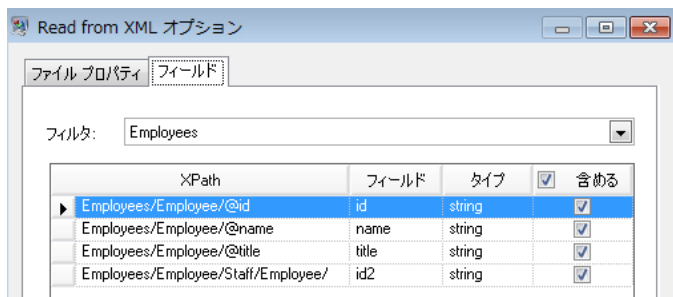 Read from XML オプション
ファイル プロパティ フィールド
フィルタ: Employees
XPath フィールド タイプ 含める
Employees/Employee/@id id string
Employees/Employee/@name name string
Employees/Employee/@title title string
Employees/Employee/Staff/Employee/ id2 string